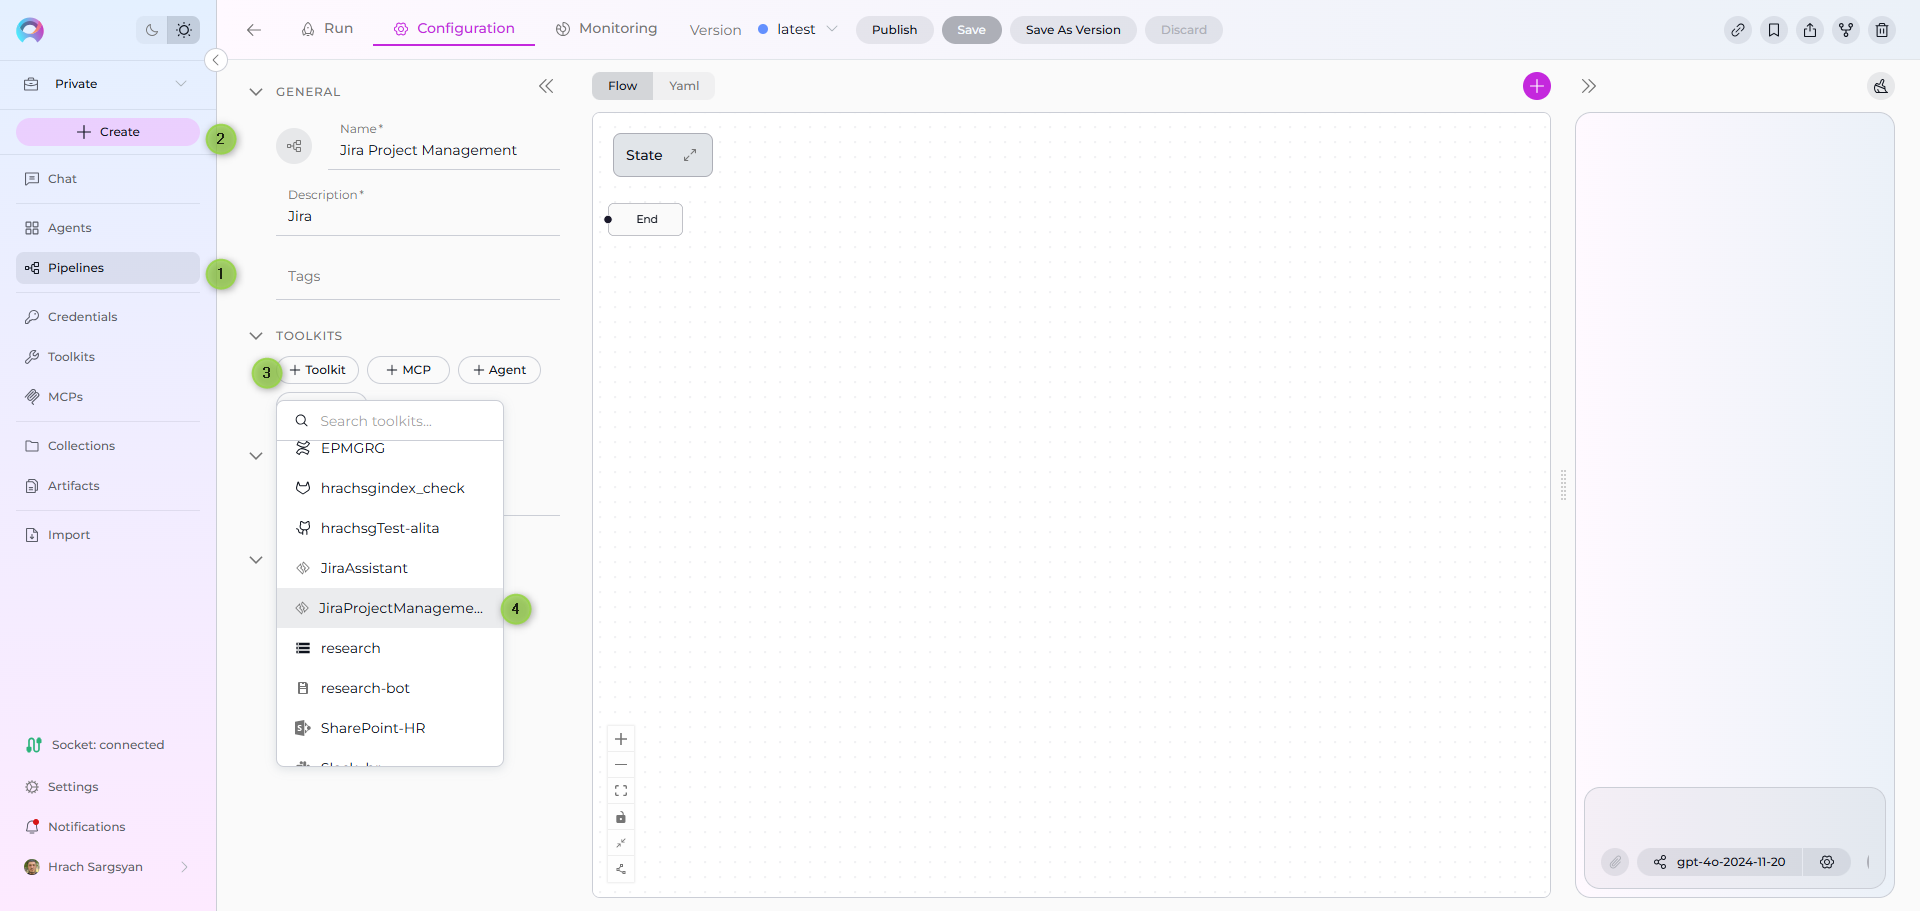 Run
Configuration
Monitoring
Version
latest
Publish
Save
Save As Version
Discard
Private
Create
2
Chat
Agents
Pipelines
1
Credentials
Toolkits
MCPs
Collections
Artifacts
Import
Socket: connected
Settings
Notifications
Hrach Sargsyan
GENERAL
Name*
Jira Project Management
Description*
Jira
Tags
TOOLKITS
3
Toolkit
MCP
Agent
Search toolkits...
EPMGRG
hrachsgindex_check
hrachsgTest-alita
JiraAssistant
JiraProjectManageme...
4
research
research-bot
SharePoint-HR
Flow
Yaml
State
End
gpt-4o-2024-11-20